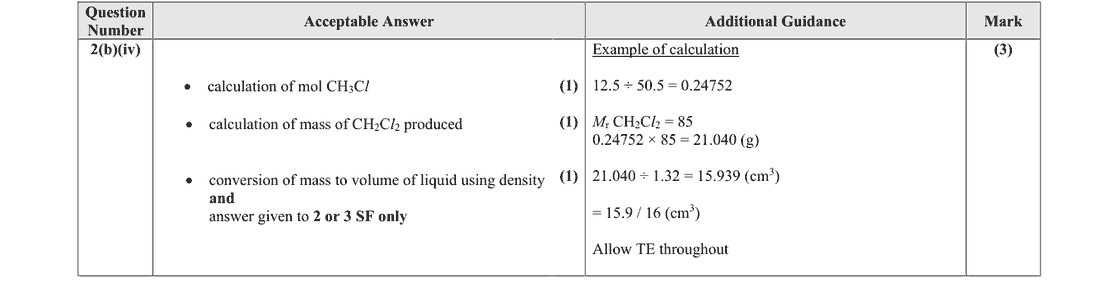 Question Number | Acceptable Answer | Additional Guidance | Mark
2(b)(iv) | Example of calculation | (3)
• calculation of mol CH₃Cl (1) | 12.5 ÷ 50.5 = 0.24752
• calculation of mass of CH₂Cl₂ produced (1) | Mᵣ CH₂Cl₂ = 85
0.24752 × 85 = 21.040 (g)
• conversion of mass to volume of liquid using density (1) | 21.040 ÷ 1.32 = 15.939 (cm³)
and
answer given to 2 or 3 SF only | = 15.9 / 16 (cm³)
Allow TE throughout